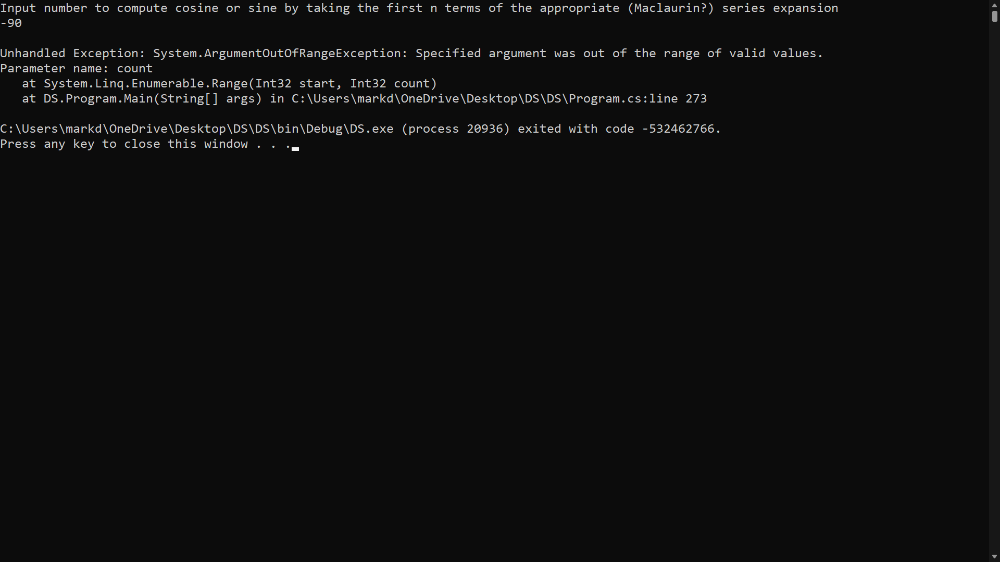 Input number to compute cosine or sine by taking the first n terms of the appropriate (Maclaurin?) series expansion
-90
Unhandled Exception: System.ArgumentOutOfRangeException: Specified argument was out of the range of valid values.
Parameter name: count
   at System.Linq.Enumerable.Range(Int32 start, Int32 count)
   at DS.Program.Main(String[] args) in C:\Users\markd\OneDrive\Desktop\DS\DS\Program.cs:line 273
C:\Users\markd\OneDrive\Desktop\DS\DS\bin\Debug\DS.exe (process 20936) exited with code -532462766.
Press any key to close this window . . .